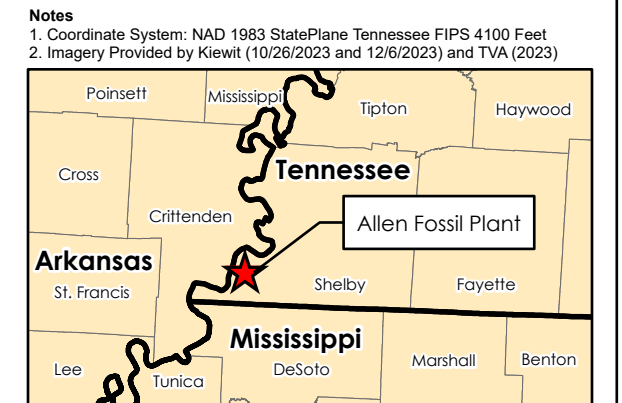 Notes
1. Coordinate System: NAD 1983 StatePlane Tennessee FIPS 4100 Feet
2. Imagery Provided by Kiewit (10/26/2023 and 12/6/2023) and TVA (2023)
Poinsett
Mississippi
Tipton
Haywood
Cross
Tennessee
Crittenden
Allen Fossil Plant
Arkansas
St. Francis
Shelby
Fayette
Mississippi
Lee
Tunica
DeSoto
Marshall
Benton